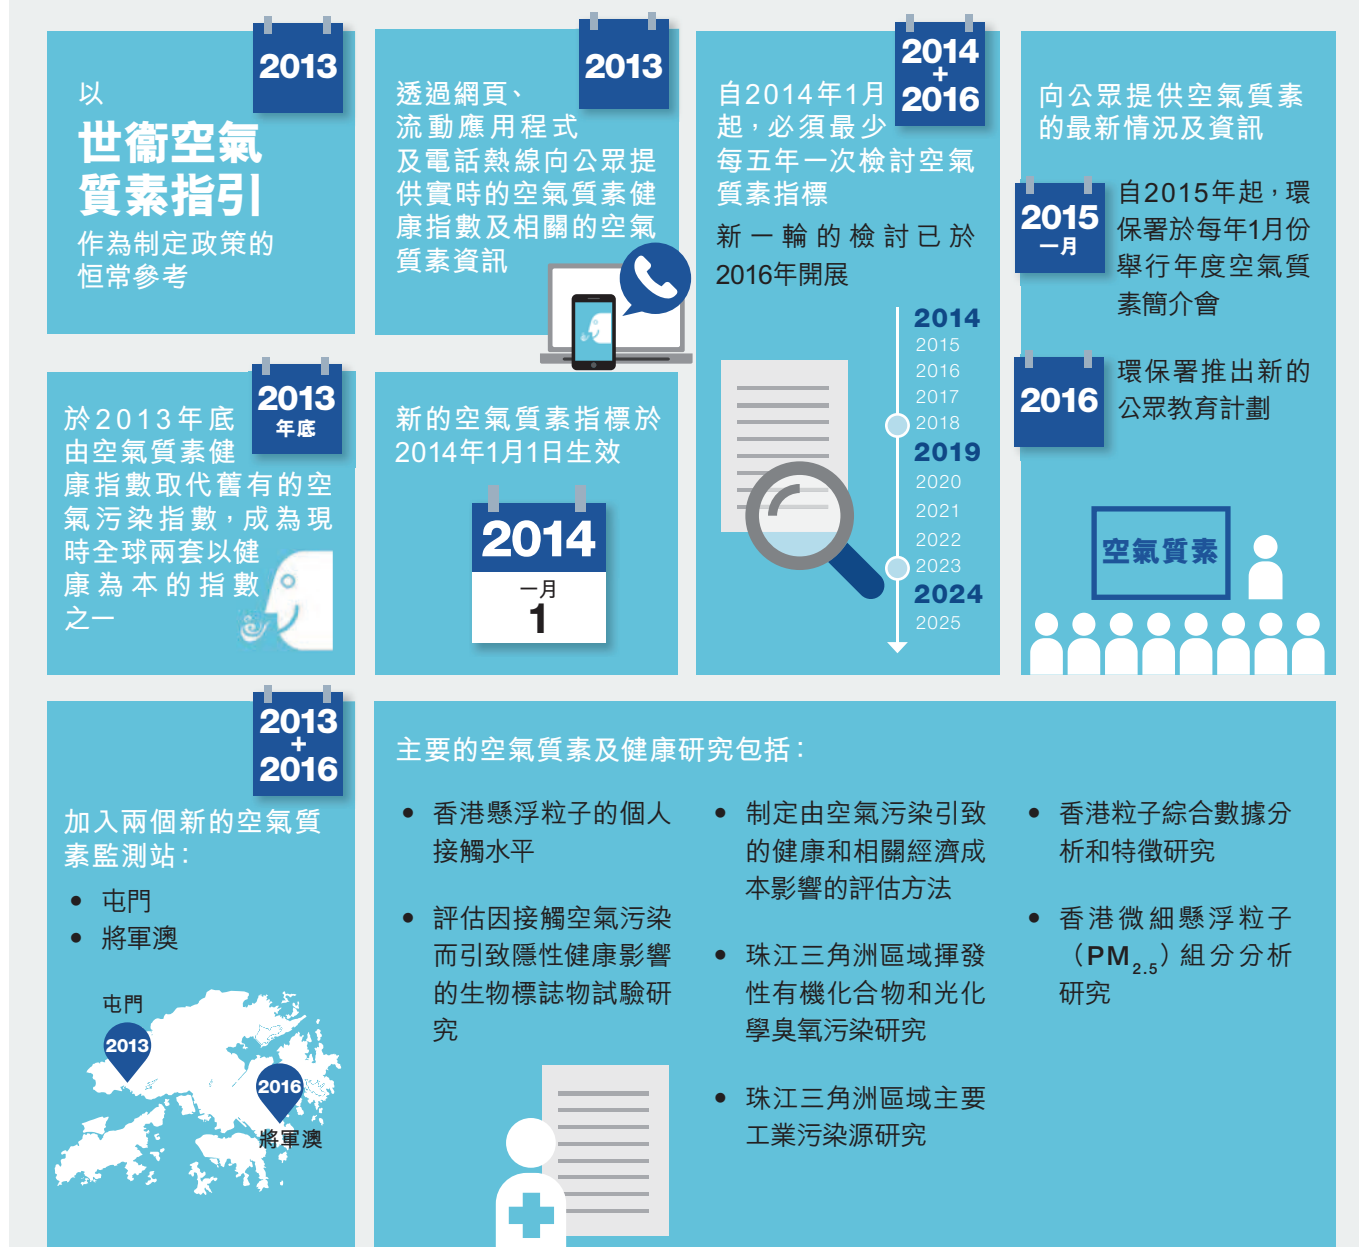 2013
以
世衞空氣
質素指引
作為制定政策的
恒常參考
2013
透過網頁、
流動應用程式
及電話熱線向公眾提
供實時的空氣質素健
康指數及相關的空氣
質素資訊
2014
+
2016
自2014年1月
起，必須最少
每五年一次檢討空氣
質素指標
新一輪的檢討已於
2016年開展
2014
2015
2016
2017
2018
2019
2020
2021
2022
2023
2024
2025
向公眾提供空氣質素
的最新情況及資訊
2015
一月
自2015年起，環
保署於每年1月份
舉行年度空氣質
素簡介會
2016
環保署推出新的
公眾教育計劃
空氣質素
2013
年底
於2013年底
由空氣質素健
康指數取代舊有的空
氣污染指數，成為現
時全球兩套以健
康為本的指數
之一
新的空氣質素指標於
2014年1月1日生效
2014
一月
1
2013
+
2016
加入兩個新的空氣質
素監測站：
• 屯門
• 將軍澳
屯門
2013
2016
將軍澳
主要的空氣質素及健康研究包括：
• 香港懸浮粒子的個人
接觸水平
• 評估因接觸空氣污染
而引致隱性健康影響
的生物標誌物試驗研
究
• 制定由空氣污染引致
的健康和相關經濟成
本影響的評估方法
• 珠江三角洲區域揮發
性有機化合物和光化
學臭氧污染研究
• 珠江三角洲區域主要
工業污染源研究
• 香港粒子綜合數據分
析和特徵研究
• 香港微細懸浮粒子
（PM2.5）組分分析
研究